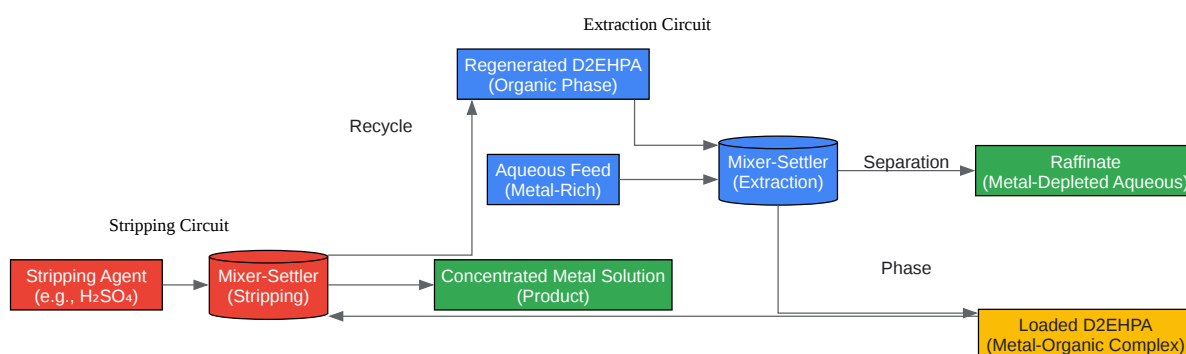 Extraction Circuit
Regenerated D2EHPA
(Organic Phase)
Recycle
Aqueous Feed
(Metal-Rich)
Mixer-Settler
(Extraction)
Separation
Raffinate
(Metal-Depleted Aqueous)
Stripping Circuit
Stripping Agent
(e.g., H₂SO₄)
Mixer-Settler
(Stripping)
Concentrated Metal Solution
(Product)
Phase
Loaded D2EHPA
(Metal-Organic Complex)